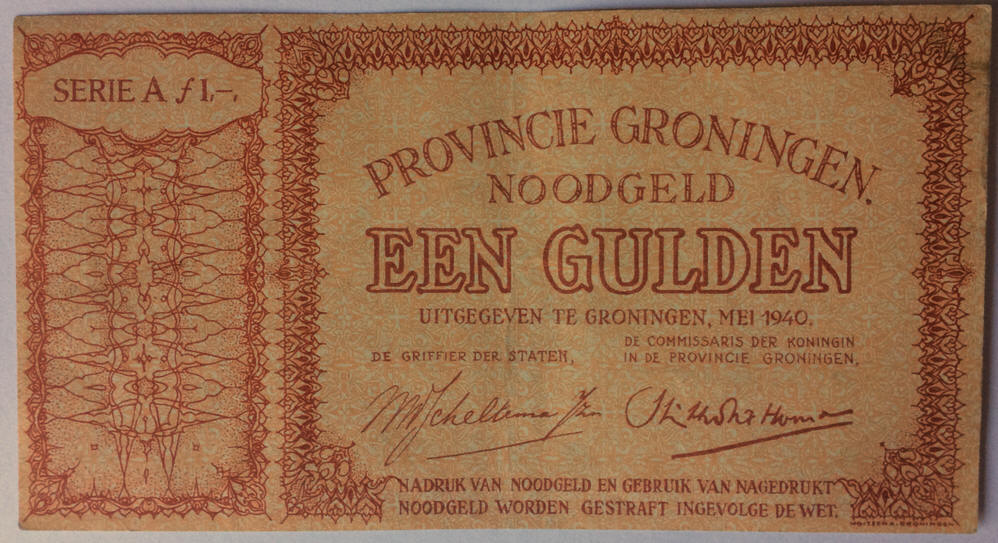 SERIE A ƒ 1,-,
PROVINCIE GRONINGEN.
NOODGELD
EEN GULDEN
UITGEGEVEN TE GRONINGEN, MEI 1940.
DE GRIFFIER DER STATEN,
DE COMMISSARIS DER KONINGIN
IN DE PROVINCIE GRONINGEN,
NADRUK VAN NOODGELD EN GEBRUIK VAN NAGEDRUKT
NOODGELD WORDEN GESTRAFT INGEVOLGE DE WET.